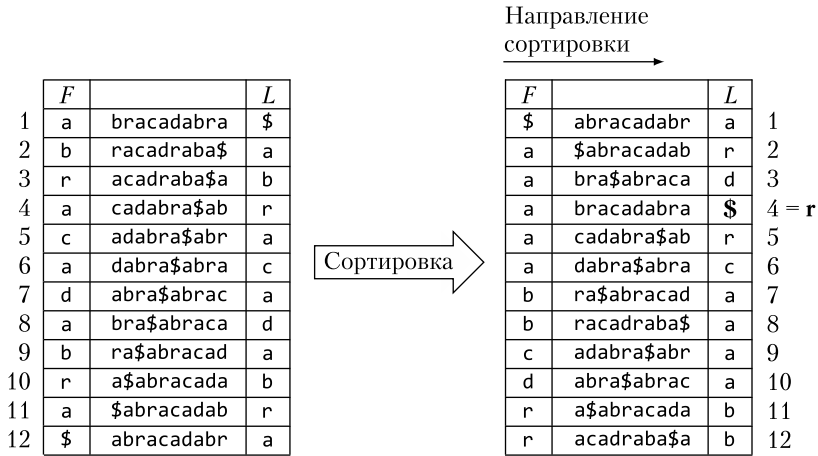 Направление
сортировки
F L
1 a bracadabra $
2 b racadraba$ a
3 r acadraba$a b
4 a cadabra$ab r
5 c adabra$abr a
6 a dabra$abra c
7 d abra$abrac a
8 a bra$abraca d
9 b ra$abracad a
10 r a$abracada b
11 a $abracadab r
12 $ abracadabr a
Сортировка
F L
$ abracadabr a 1
a $abracadab r 2
a bra$abraca d 3
a bracadabra $ 4 = r
a cadabra$ab r 5
a dabra$abra c 6
b ra$abracad a 7
b racadraba$ a 8
c adabra$abr a 9
d abra$abrac a 10
r a$abracada b 11
r acadraba$a b 12